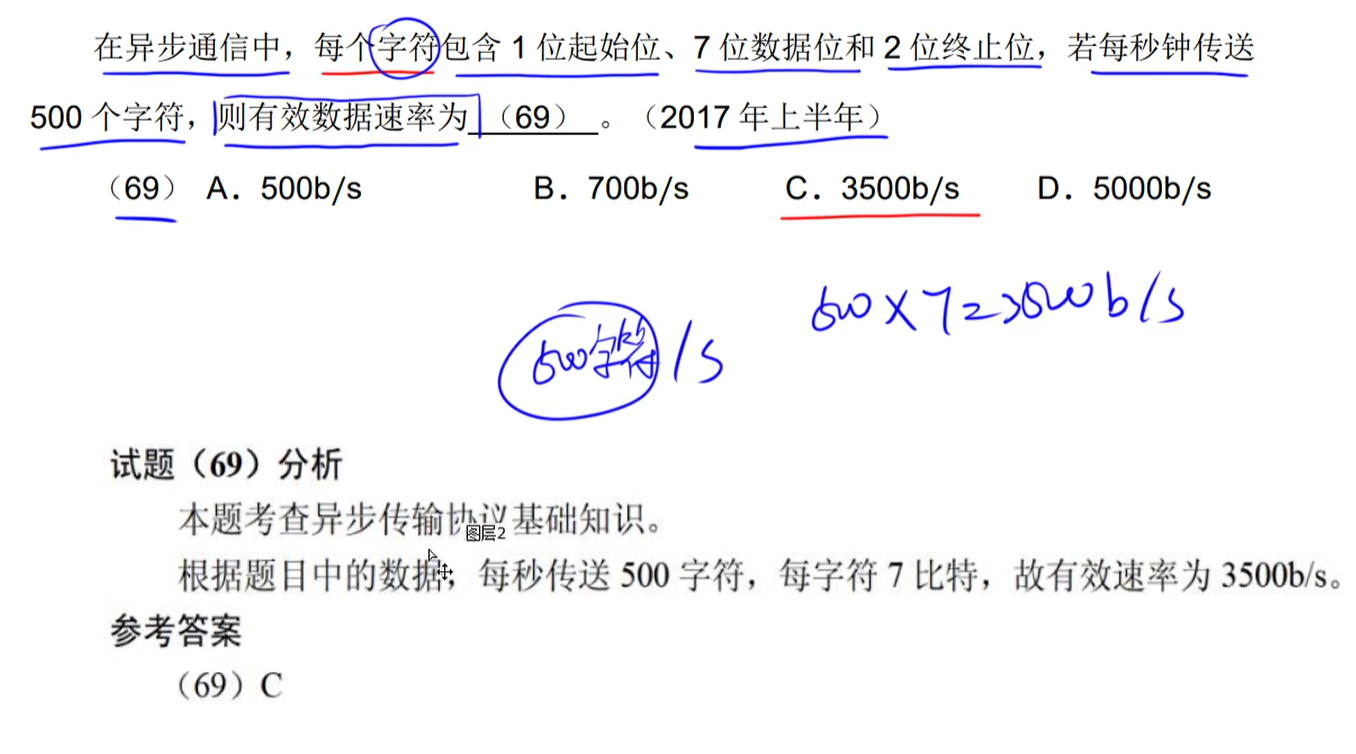 在异步通信中，每个字符包含 1 位起始位、7 位数据位和 2 位终止位，若每秒钟传送
500 个字符，则有效数据速率为（69）。（2017 年上半年）
（69） A．500b/s B．700b/s C．3500b/s D．5000b/s
500×7=3500b/s
500字符/s
试题（69）分析
本题考查异步传输协议基础知识。
图层2
根据题目中的数据，每秒传送 500 字符，每字符 7 比特，故有效速率为 3500b/s。
参考答案
（69）C